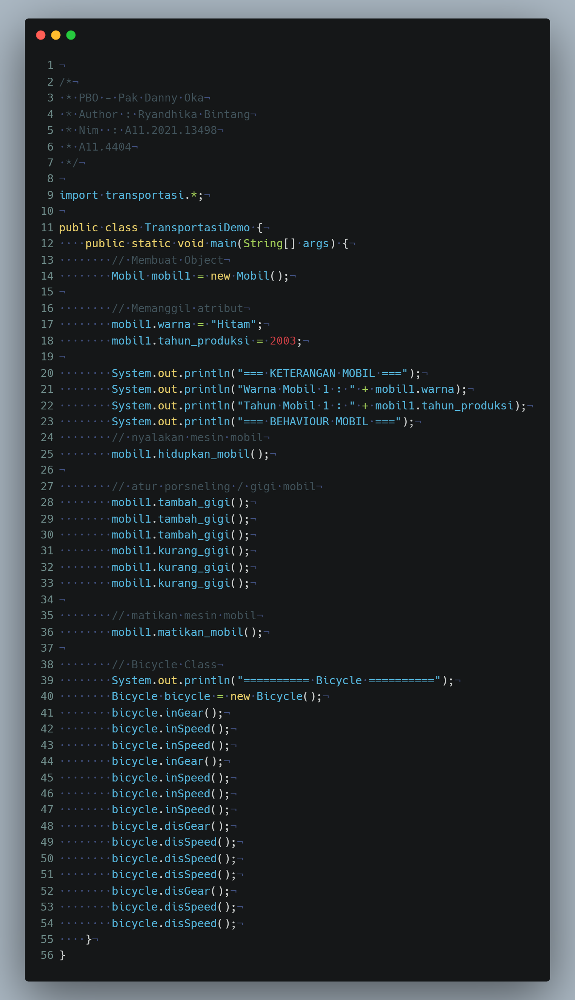 1
2 /*
3  * PBO - Pak Danny Oka
4  * Author : Ryandhika Bintang
5  * Nim  : A11.2021.13498
6  * A11.4404
7  */
8
9 import transportasi.*;
10
11 public class TransportasiDemo {
12     public static void main(String[] args) {
13         // Membuat Object
14         Mobil mobil1 = new Mobil();
15
16         // Memanggil atribut
17         mobil1.warna = "Hitam";
18         mobil1.tahun_produksi = 2003;
19
20         System.out.println("=== KETERANGAN MOBIL ===");
21         System.out.println("Warna Mobil 1 : " + mobil1.warna);
22         System.out.println("Tahun Mobil 1 : " + mobil1.tahun_produksi);
23         System.out.println("=== BEHAVIOUR MOBIL ===");
24         // nyalakan mesin mobil
25         mobil1.hidupkan_mobil();
26
27         // atur porsneling / gigi mobil
28         mobil1.tambah_gigi();
29         mobil1.tambah_gigi();
30         mobil1.tambah_gigi();
31         mobil1.kurang_gigi();
32         mobil1.kurang_gigi();
33         mobil1.kurang_gigi();
34
35         // matikan mesin mobil
36         mobil1.matikan_mobil();
37
38         // Bicycle Class
39         System.out.println("========== Bicycle ==========");
40         Bicycle bicycle = new Bicycle();
41         bicycle.inGear();
42         bicycle.inSpeed();
43         bicycle.inSpeed();
44         bicycle.inGear();
45         bicycle.inSpeed();
46         bicycle.inSpeed();
47         bicycle.inSpeed();
48         bicycle.disGear();
49         bicycle.disSpeed();
50         bicycle.disSpeed();
51         bicycle.disSpeed();
52         bicycle.disGear();
53         bicycle.disSpeed();
54         bicycle.disSpeed();
55     }
56 }